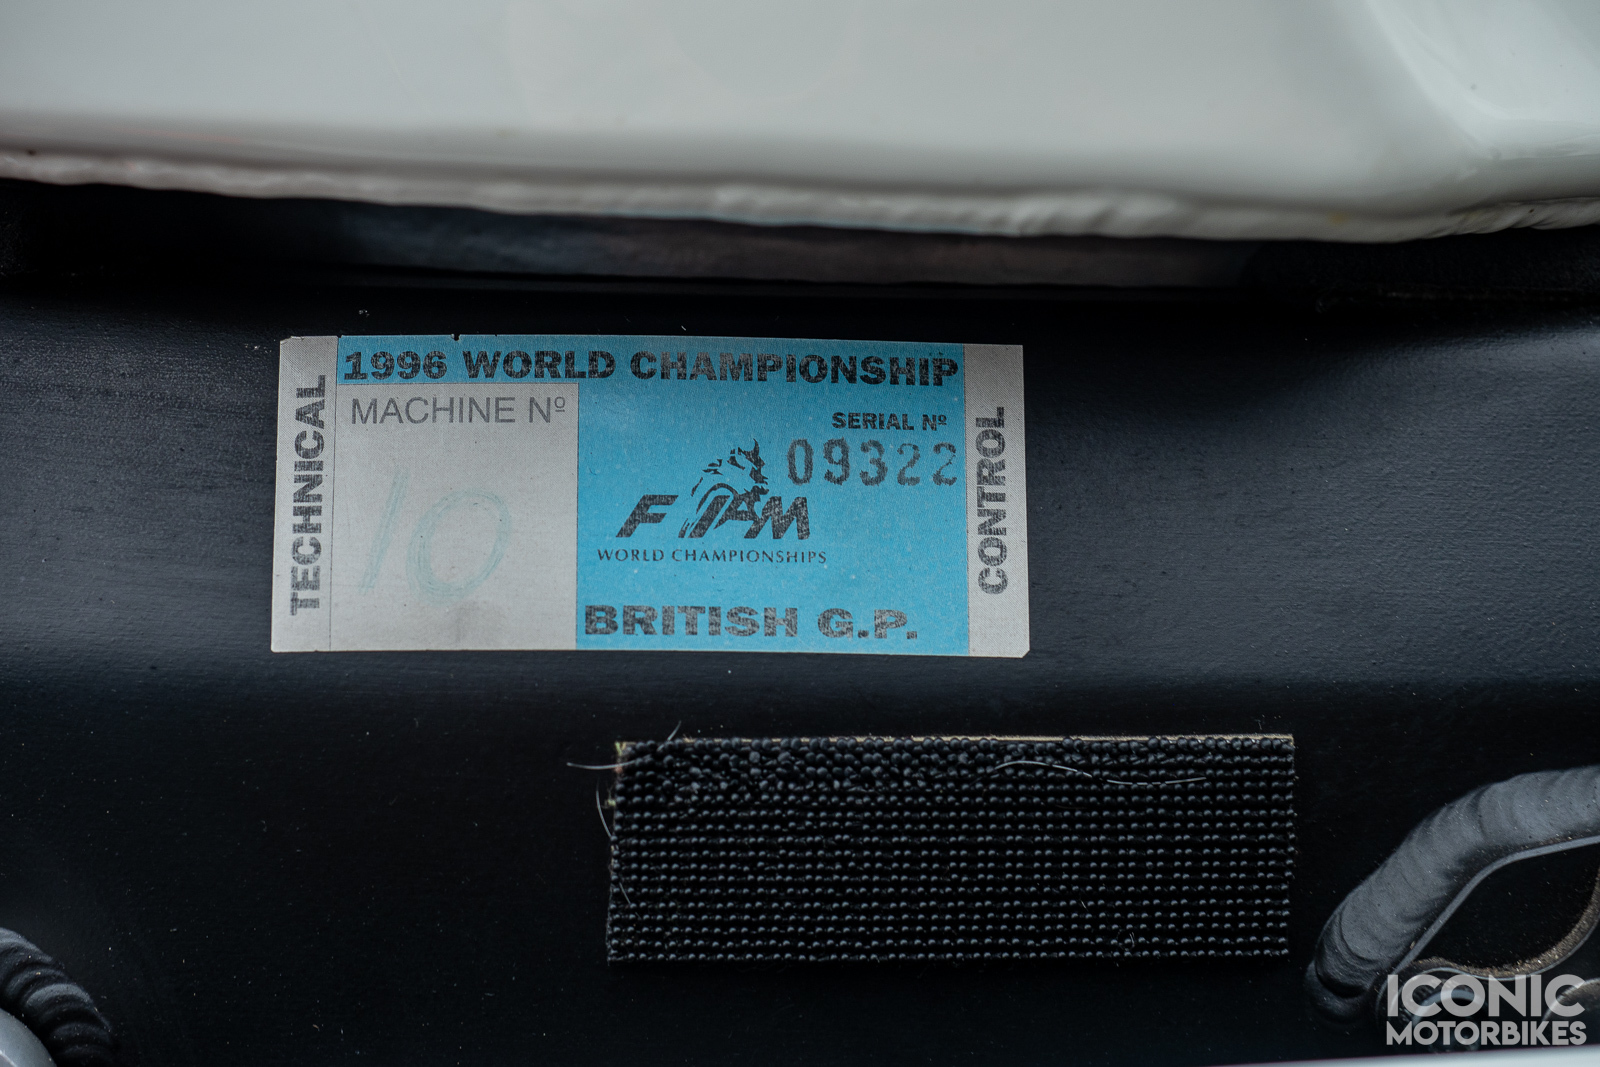 1996 WORLD CHAMPIONSHIP
TECHNICAL
MACHINE Nº
10
SERIAL Nº
09322
FIM
WORLD CHAMPIONSHIPS
BRITISH G.P.
CONTROL
ICONIC
MOTORBIKES